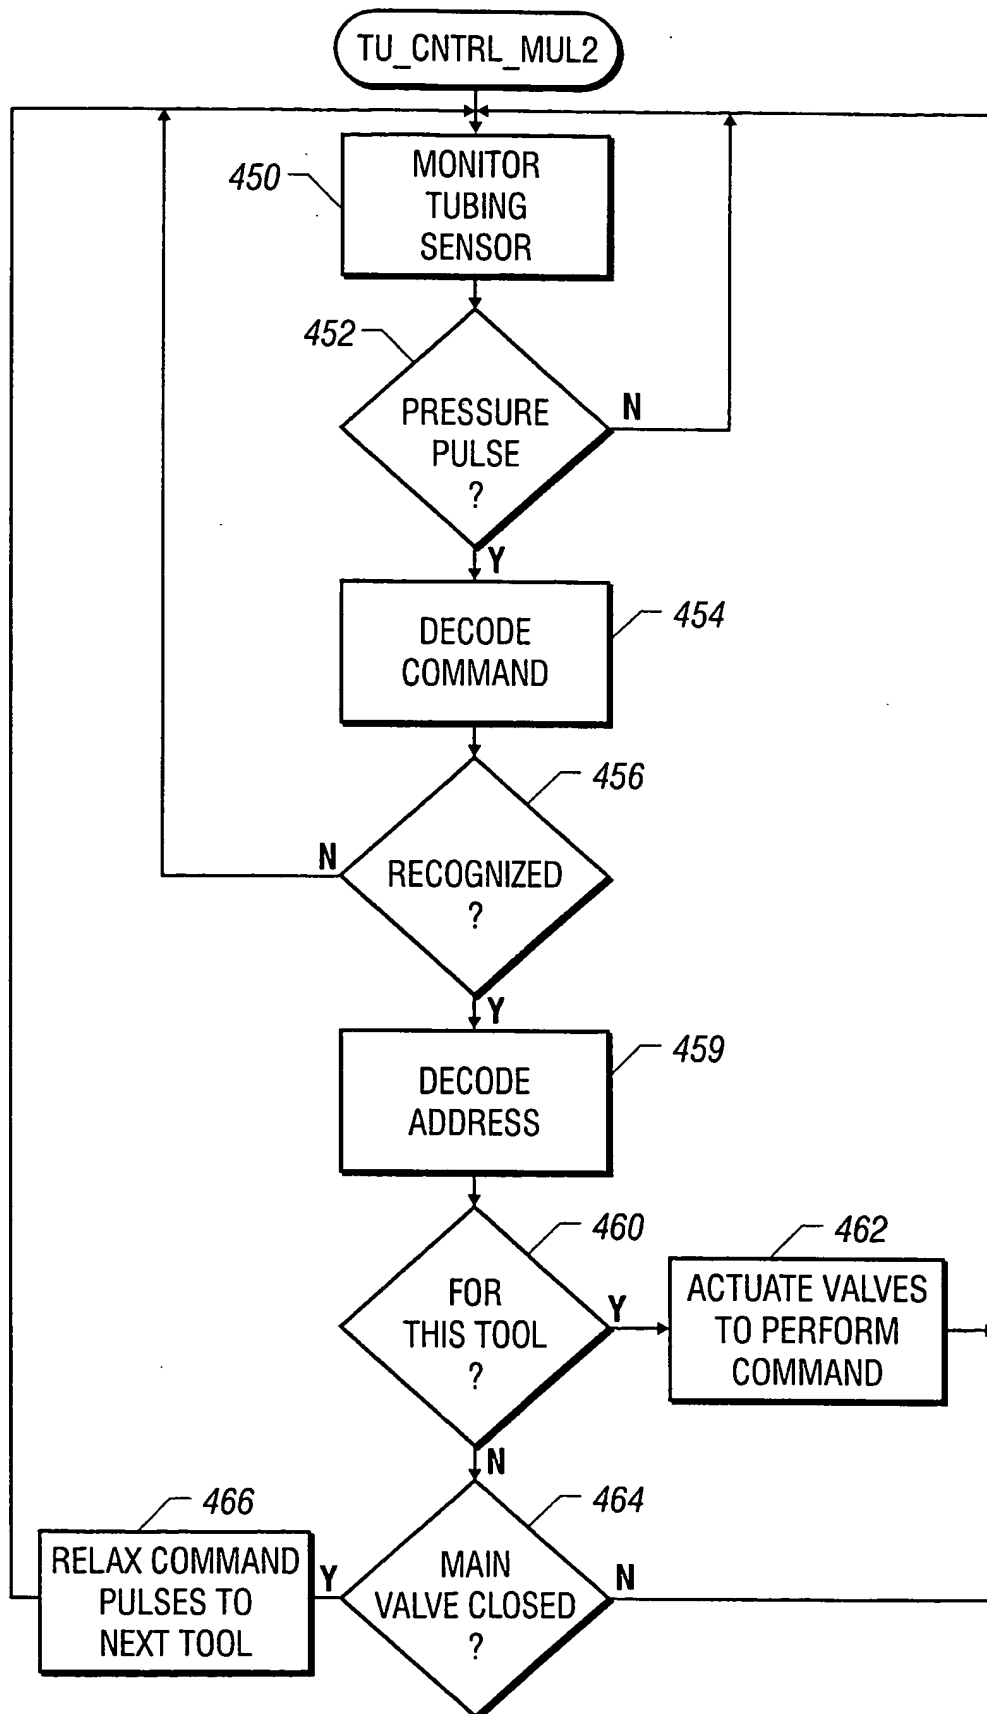 TU_CNTRL_MUL2
450
MONITOR
TUBING
SENSOR
452
PRESSURE
PULSE
?
N
Y
DECODE
COMMAND
454
456
RECOGNIZED
?
N
Y
DECODE
ADDRESS
459
460
FOR
THIS TOOL
?
Y
462
ACTUATE VALVES
TO PERFORM
COMMAND
N
464
MAIN
VALVE CLOSED
?
N
Y
466
RELAX COMMAND
PULSES TO
NEXT TOOL